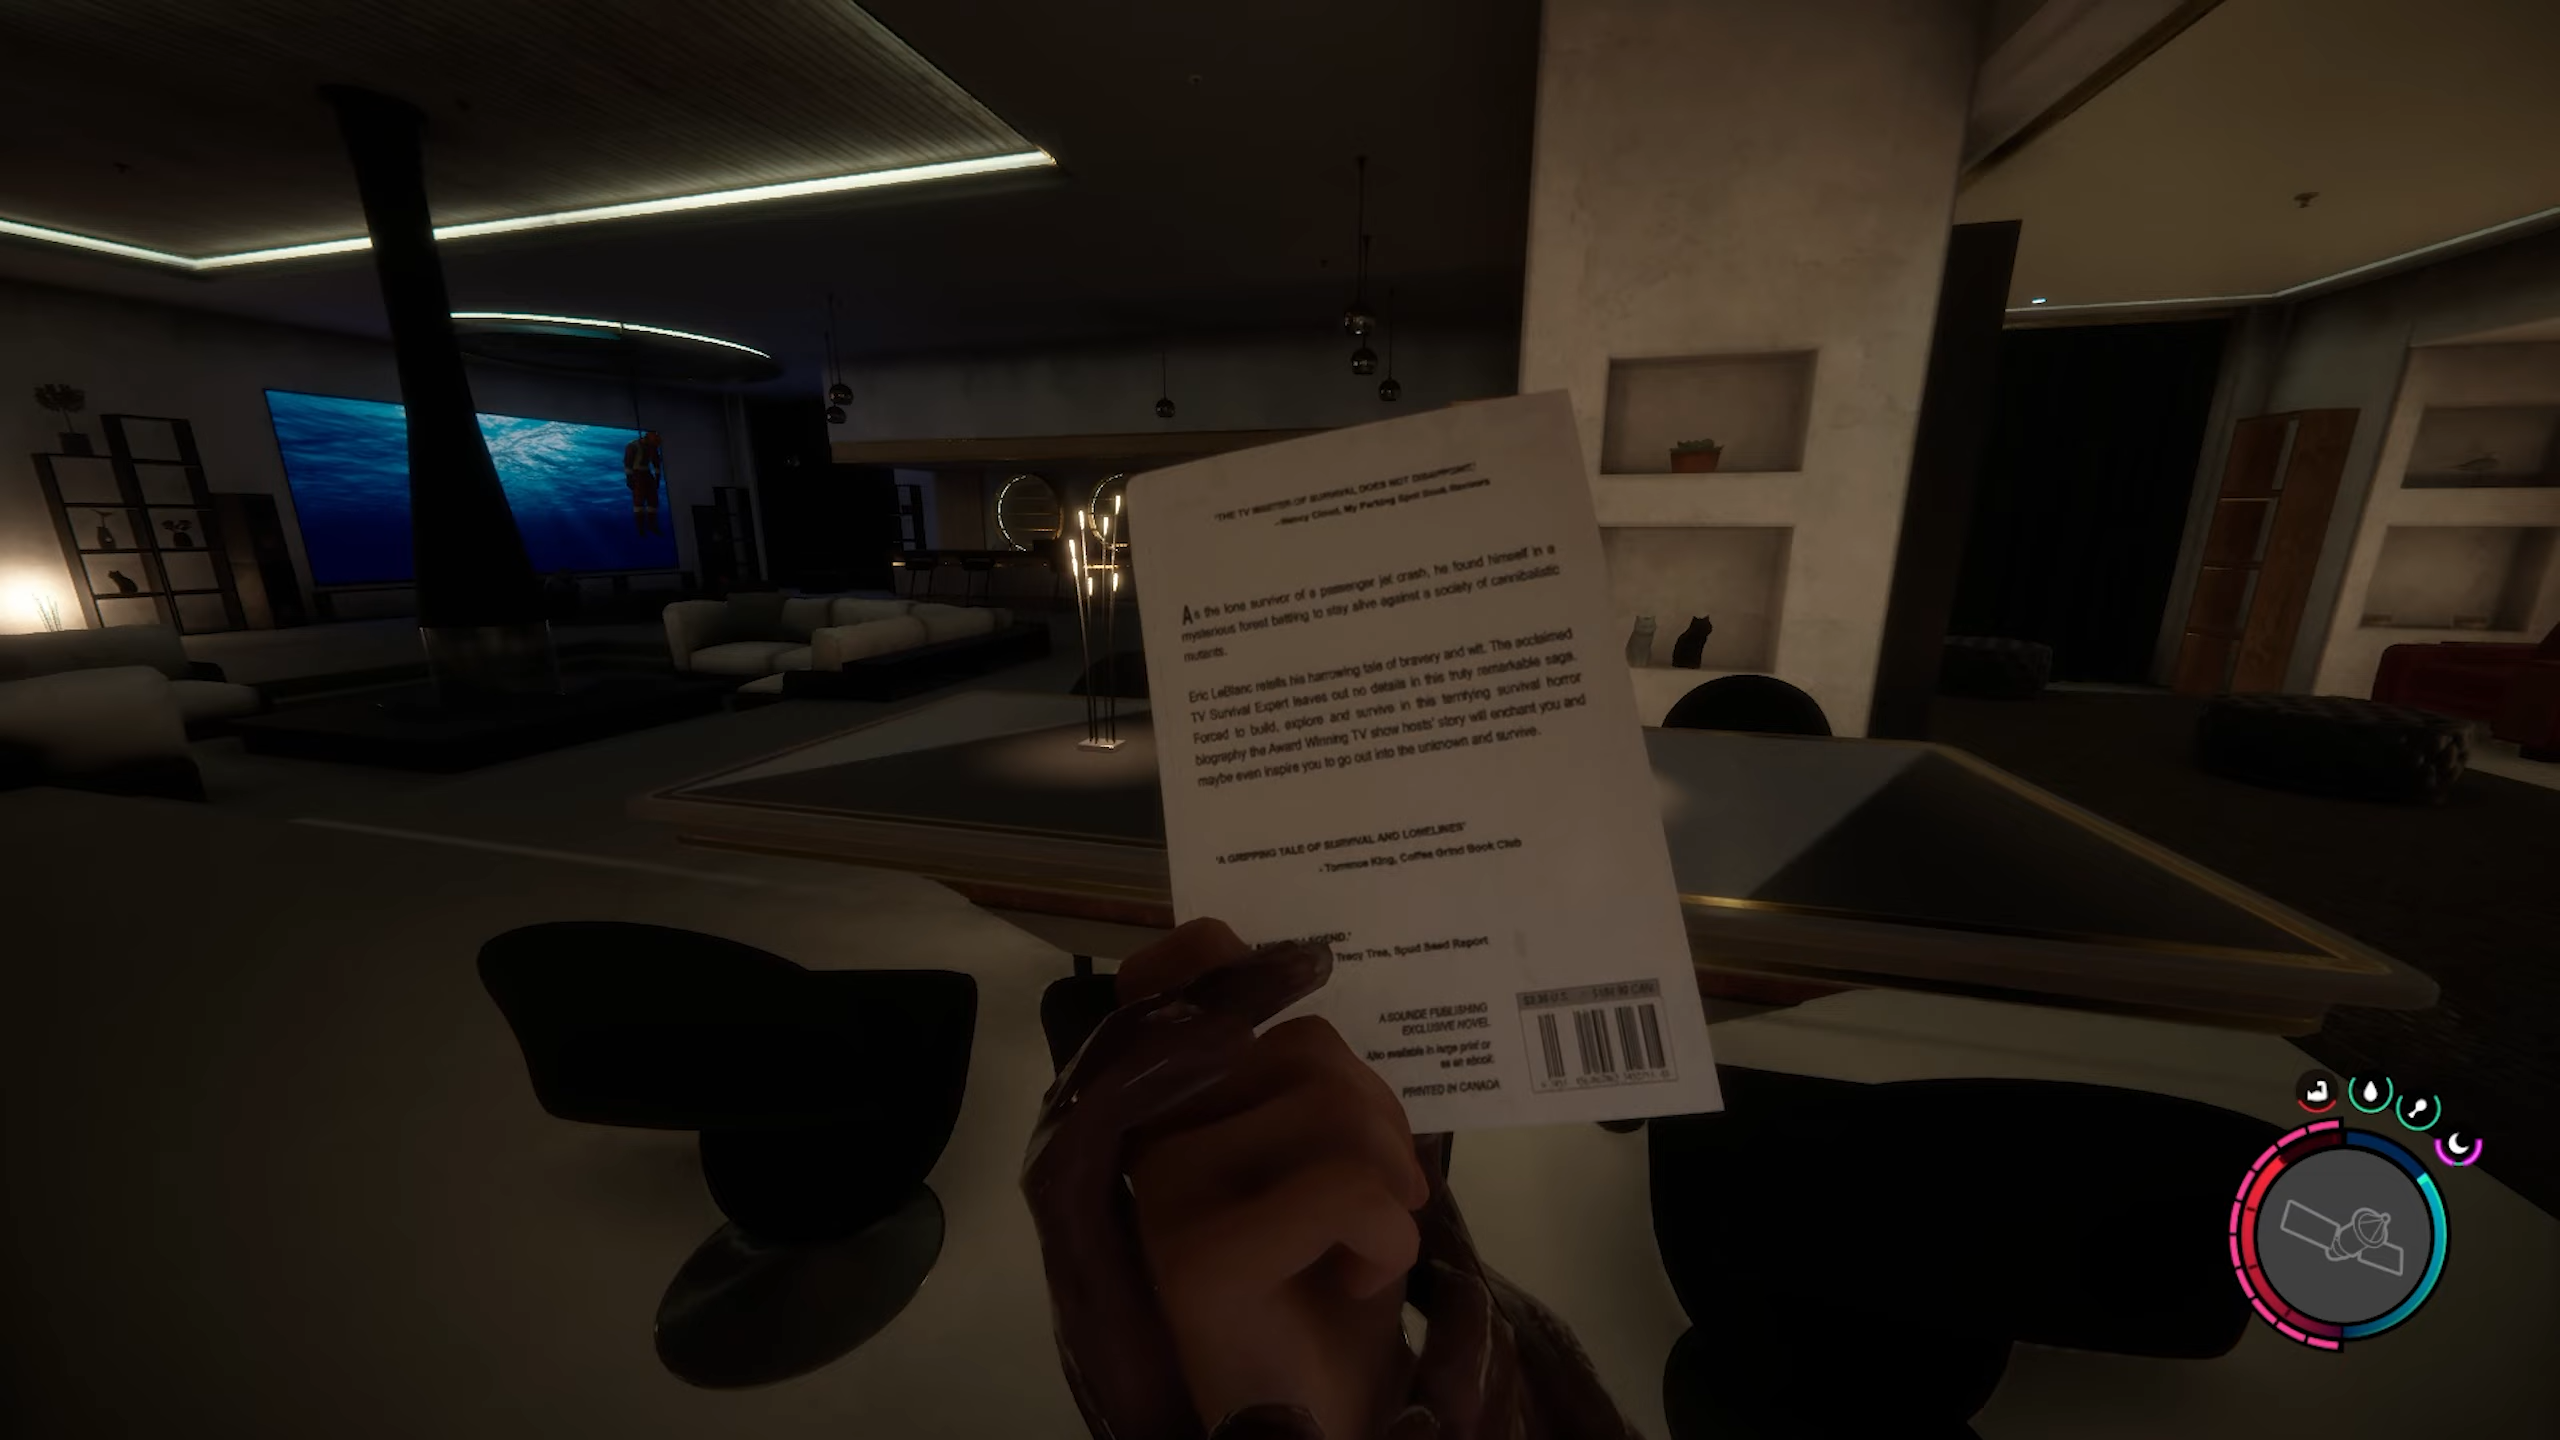 'THE TV MASTER OF SURVIVAL DOES NOT DISAPPOINT.'
- Nancy Cloud, My Parking Spot Book Reviews
As the lone survivor of a passenger jet crash, he found himself in a
mysterious forest battling to stay alive against a society of cannibalistic
mutants.
Eric LeBlanc retells his harrowing tale of bravery and wit. The acclaimed
TV Survival Expert leaves out no details in this truly remarkable saga.
Forced to build, explore and survive in this terrifying survival horror
biography the Award Winning TV show hosts' story will enchant you and
maybe even inspire you to go out into the unknown and survive.
'A GRIPPING TALE OF SURVIVAL AND LONELINES'
- Torrence King, Coffee Grind Book Club
LEGEND.'
Tracy Tree, Spud Seed Report
A SOUNDE PUBLISHING
EXCLUSIVE NOVEL
Also available in large print or
as an ebook.
PRINTED IN CANADA
U.S. CAN